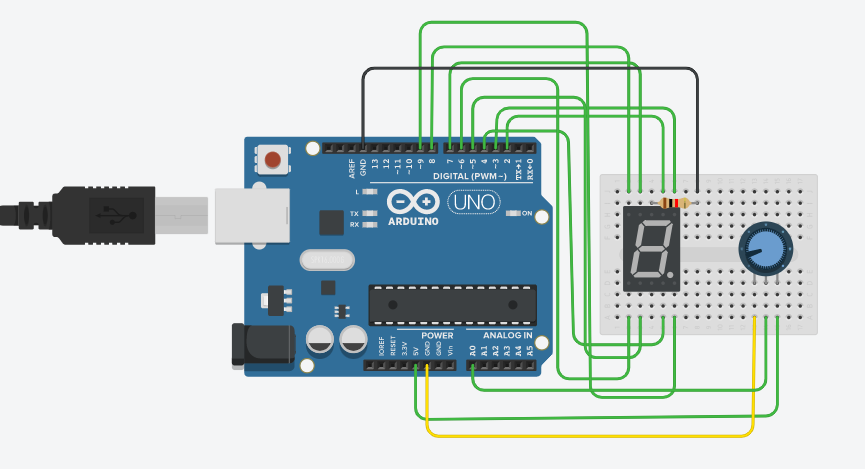 AREF
GND
13
12
~11
~10
~9
8
7
~6
~5
4
~3
2
TX→1
RX←0
DIGITAL (PWM~)
L
TX
RX
UNO
ON
ARDUINO
POWER
ANALOG IN
IOREF
RESET
3.3V
5V
GND
GND
Vin
A0
A1
A2
A3
A4
A5